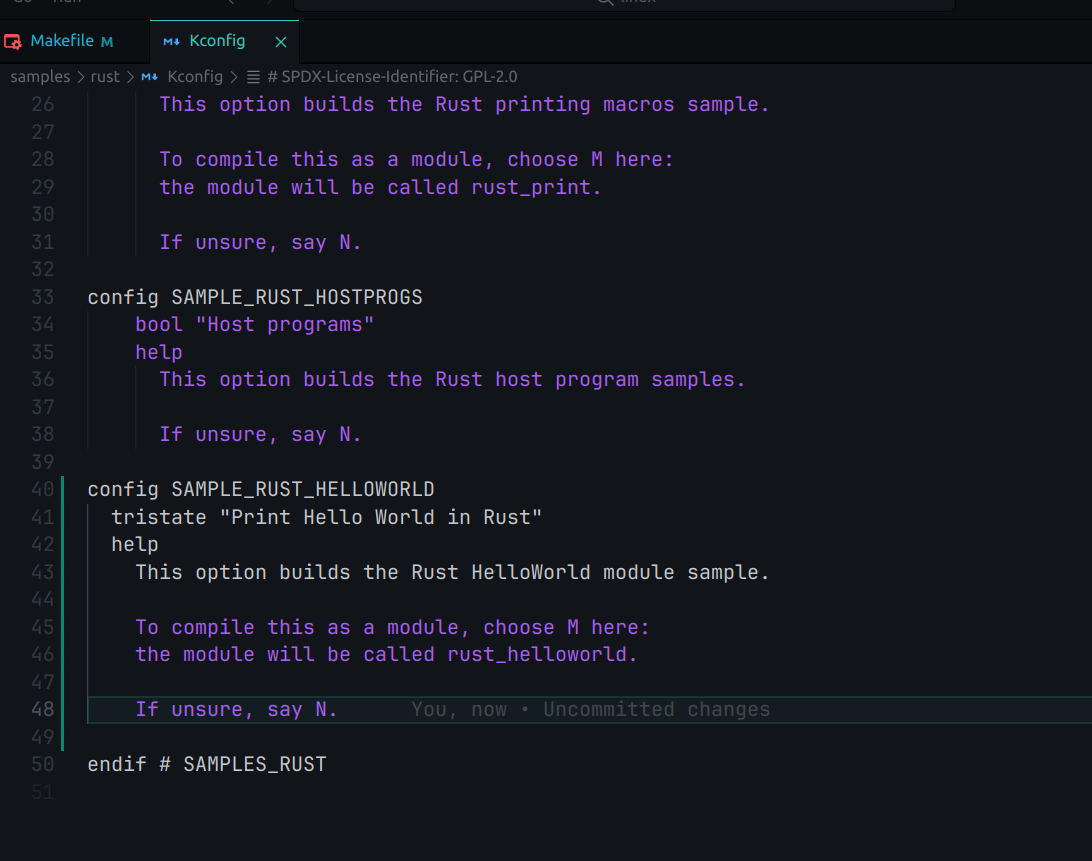 Makefile M
Kconfig
samples > rust > Kconfig > # SPDX-License-Identifier: GPL-2.0
26 This option builds the Rust printing macros sample.
27
28 To compile this as a module, choose M here:
29 the module will be called rust_print.
30
31 If unsure, say N.
32
33 config SAMPLE_RUST_HOSTPROGS
34 bool "Host programs"
35 help
36 This option builds the Rust host program samples.
37
38 If unsure, say N.
39
40 config SAMPLE_RUST_HELLOWORLD
41 tristate "Print Hello World in Rust"
42 help
43 This option builds the Rust HelloWorld module sample.
44
45 To compile this as a module, choose M here:
46 the module will be called rust_helloworld.
47
48 If unsure, say N. You, now • Uncommitted changes
49
50 endif # SAMPLES_RUST
51